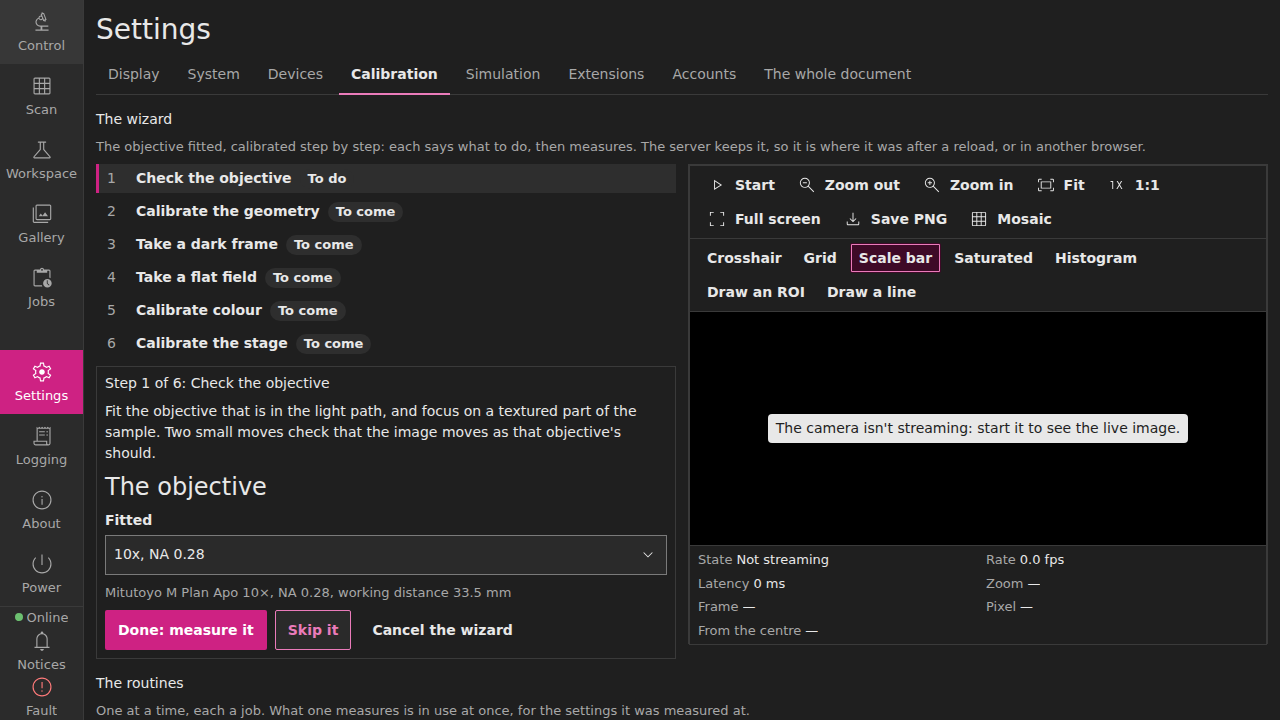 Control
Scan
Workspace
Gallery
Jobs
Settings
Logging
About
Power
Online
Notices
Fault
Settings
Display System Devices Calibration Simulation Extensions Accounts The whole document
The wizard
The objective fitted, calibrated step by step: each says what to do, then measures. The server keeps it, so it is where it was after a reload, or in another browser.
1 Check the objective To do
2 Calibrate the geometry To come
3 Take a dark frame To come
4 Take a flat field To come
5 Calibrate colour To come
6 Calibrate the stage To come
Step 1 of 6: Check the objective
Fit the objective that is in the light path, and focus on a textured part of the
sample. Two small moves check that the image moves as that objective's
should.
The objective
Fitted
10x, NA 0.28
Mitutoyo M Plan Apo 10×, NA 0.28, working distance 33.5 mm
Done: measure it Skip it Cancel the wizard
Start Zoom out Zoom in Fit 1X 1:1
Full screen Save PNG Mosaic
Crosshair Grid Scale bar Saturated Histogram
Draw an ROI Draw a line
The camera isn't streaming: start it to see the live image.
State Not streaming Rate 0.0 fps
Latency 0 ms Zoom —
Frame — Pixel —
From the centre —
The routines
One at a time, each a job. What one measures is in use at once, for the settings it was measured at.